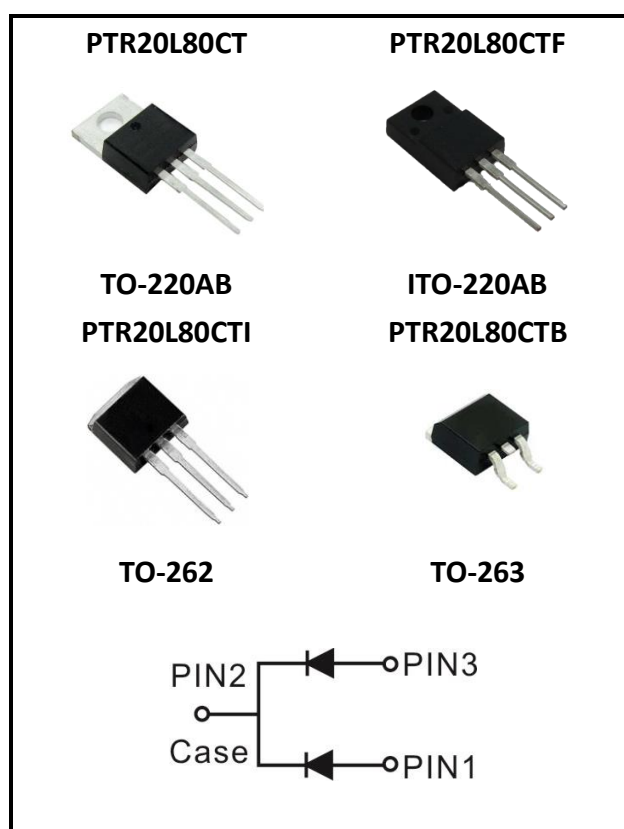 PTR20L80CT PTR20L80CTF
TO-220AB ITO-220AB
PTR20L80CTI PTR20L80CTB
TO-262 TO-263
PIN2 PIN3
Case PIN1